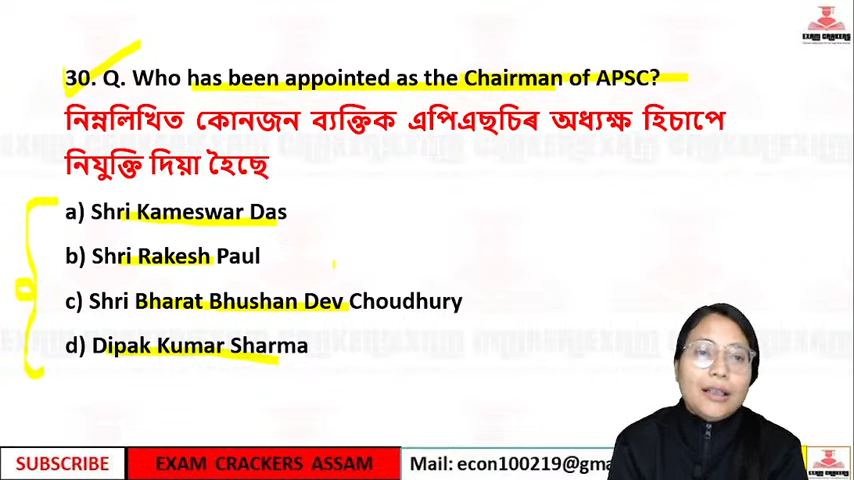 30. Q. Who has been appointed as the Chairman of APSC?
নিম্নলিখিত কোনজন ব্যক্তিক এপিএছচিৰ অধ্যক্ষ হিচাপে
নিযুক্তি দিয়া হৈছে
a) Shri Kameswar Das
b) Shri Rakesh Paul
c) Shri Bharat Bhushan Dev Choudhury
d) Dipak Kumar Sharma
SUBSCRIBE
EXAM CRACKERS ASSAM
Mail: econ100219@gma
EXAM CRACKERS